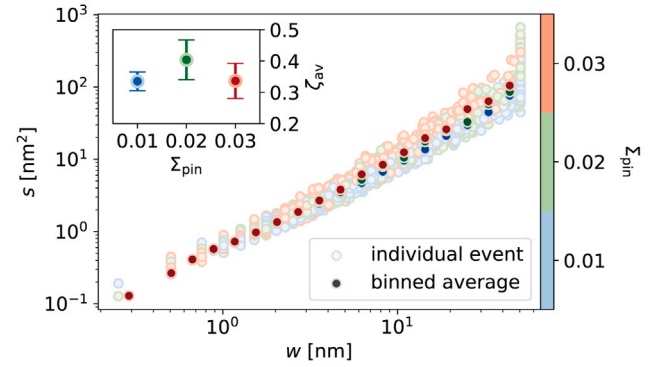 s [nm²]
10³
10²
10¹
10⁰
10⁻¹
10⁰
10¹
w [nm]
0.5
0.4
0.3
0.2
ζav
0.01 0.02 0.03
Σpin
individual event
binned average
0.03
0.02
0.01
Σpin